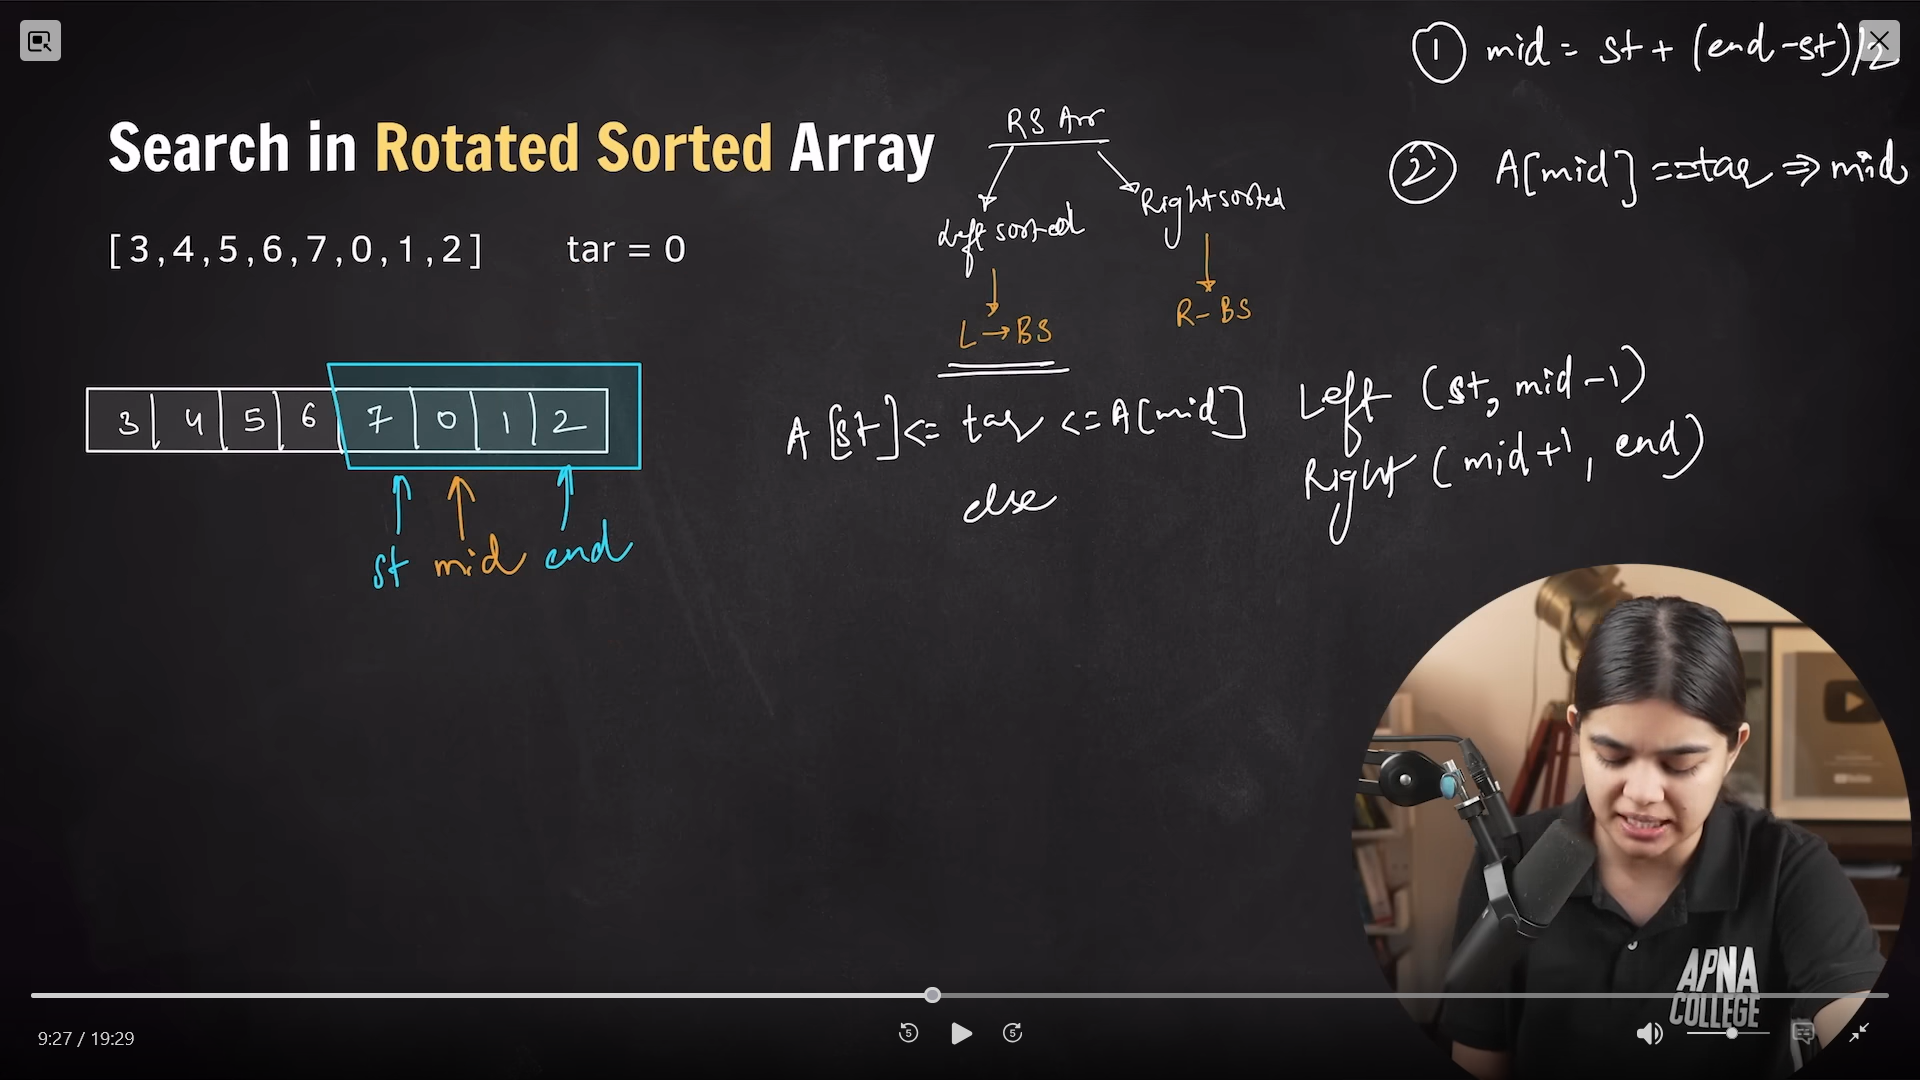 ① mid = st + (end-st)/2
Search in Rotated Sorted Array
RS Arr
② A[mid] == tar ⇒ mid
Left sorted
Right sorted
[3,4,5,6,7,0,1,2] tar = 0
L → BS
R - BS
3 4 5 6 7 0 1 2
A[st] <= tar <= A[mid] Left (st, mid-1)
else Right (mid+1, end)
st mid end
APNA
COLLEGE
9:27 / 19:29
5
5